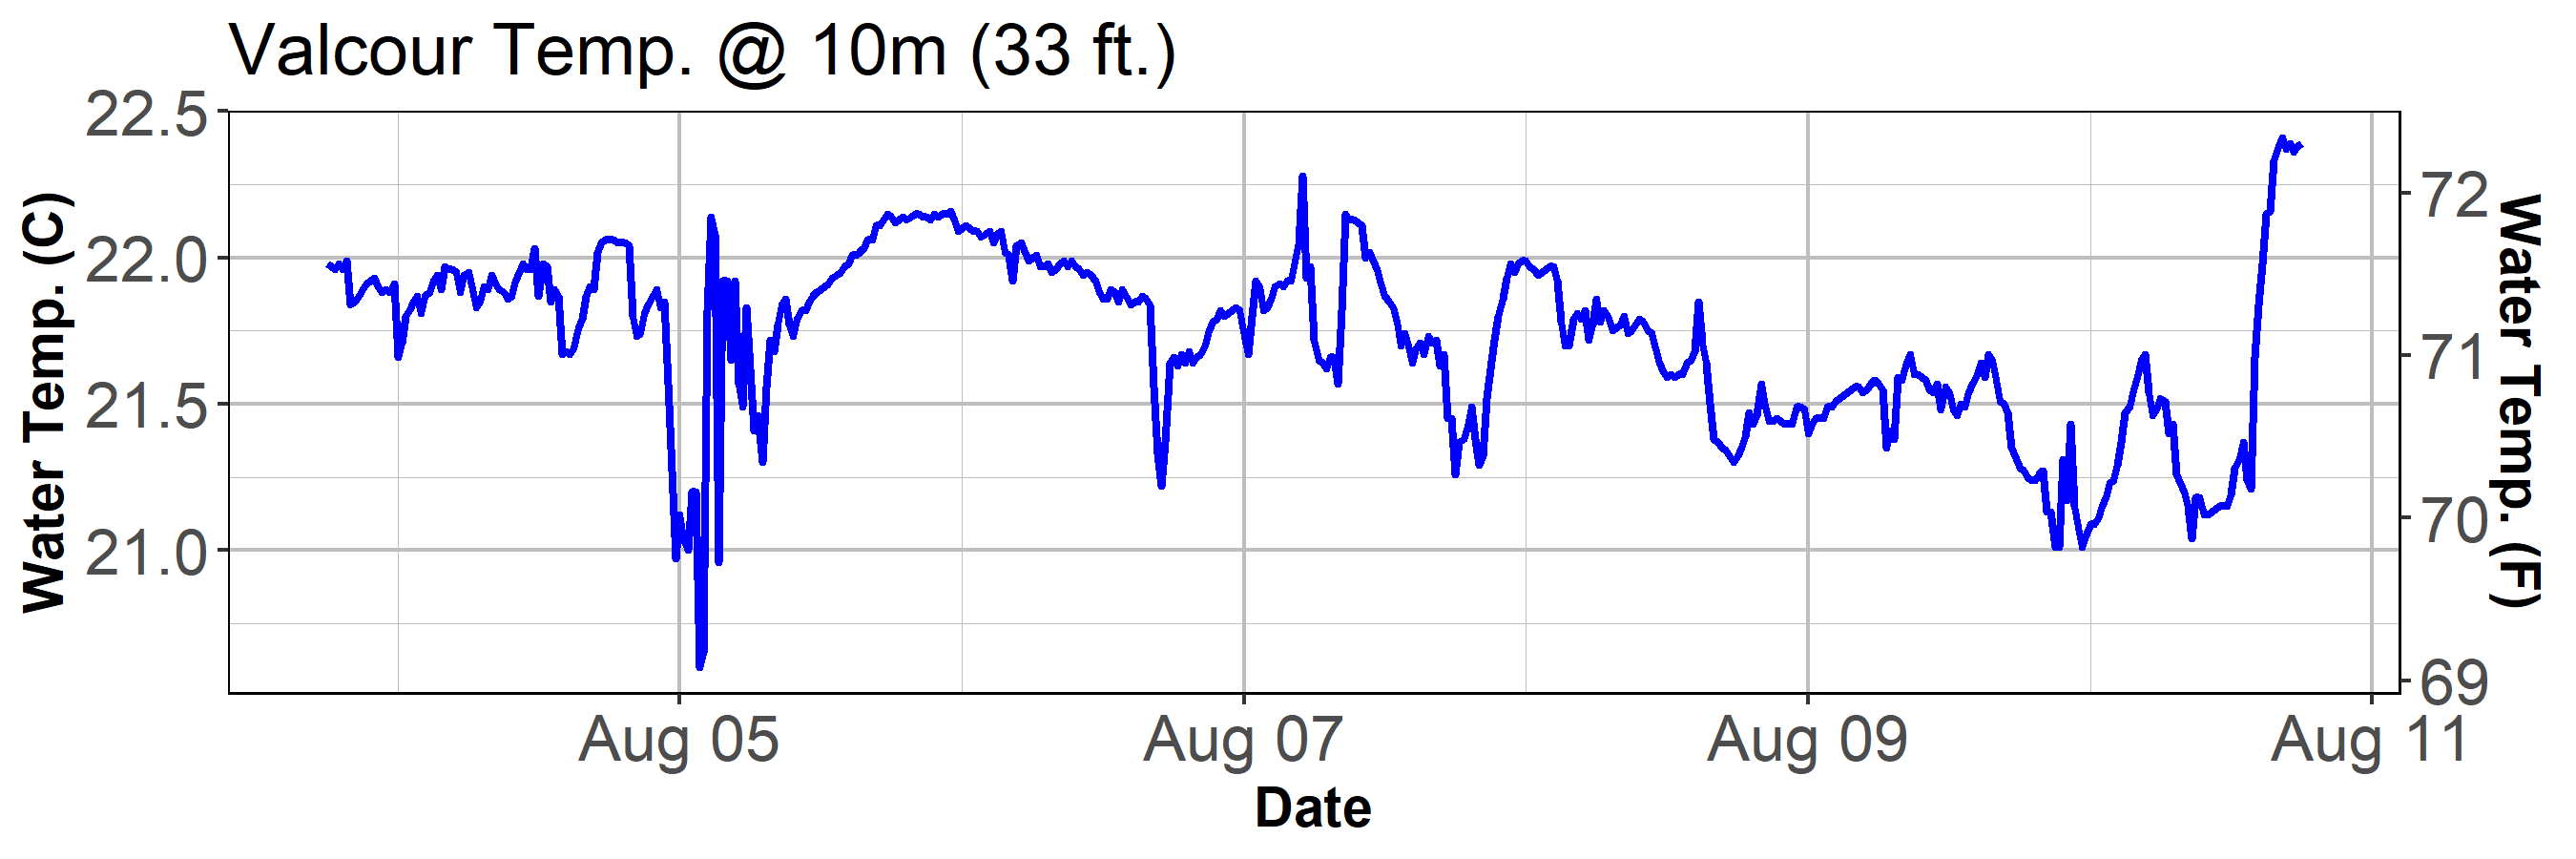 Valcour Temp. @ 10m (33 ft.)
22.5
22.0
21.5
21.0
Water Temp. (C)
72
71
70
69
Water Temp. (F)
Aug 05 Aug 07 Aug 09 Aug 11
Date